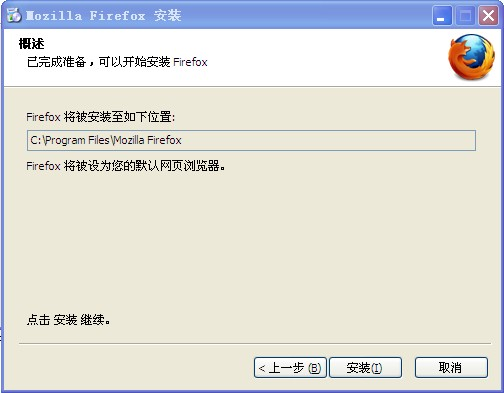 Mozilla Firefox 安装
概述
已完成准备，可以开始安装 Firefox
Firefox 将被安装至如下位置:
C:\Program Files\Mozilla Firefox
Firefox 将被设为您的默认网页浏览器。
点击 安装 继续。
< 上一步 (B) 安装(I) 取消